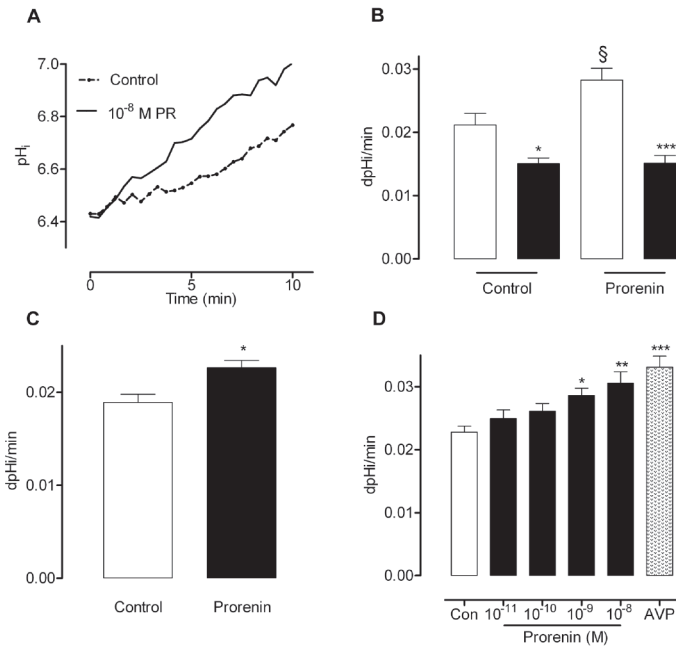 A
7.0
Control
10⁻⁸ M PR
6.8
pHi
6.6
6.4
0
5
10
Time (min)
B
§
0.03
*
***
0.02
dpHi/min
0.01
0.00
Control
Prorenin
C
*
0.02
dpHi/min
0.01
0.00
Control
Prorenin
D
***
**
*
0.03
0.02
dpHi/min
0.01
0.00
Con 10⁻¹¹ 10⁻¹⁰ 10⁻⁹ 10⁻⁸ AVP
Prorenin (M)